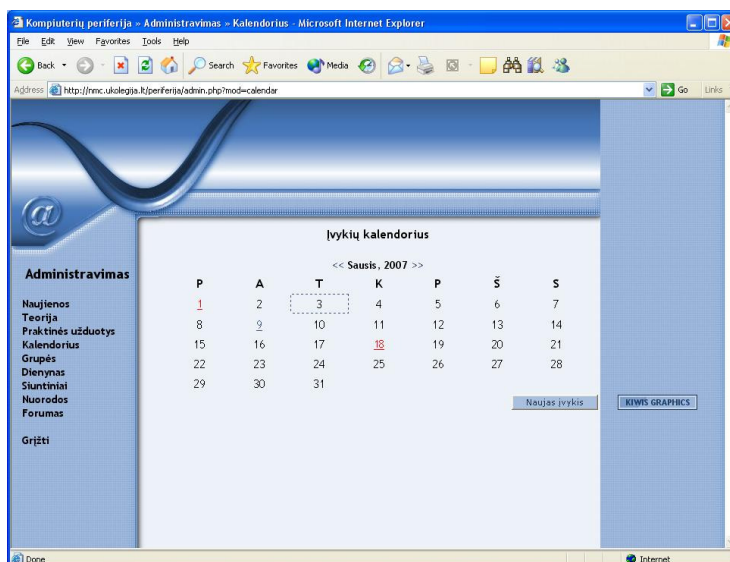 Kompiuterių periferija » Administravimas » Kalendorius - Microsoft Internet Explorer
File Edit View Favorites Tools Help
Back Search Favorites Media
Address http://nmc.ukolegija.lt/periferija/admin.php?mod=calendar Go Links
@
Įvykių kalendorius
<< Sausis, 2007 >>
P A T K P Š S
1 2 3 4 5 6 7
8 9 10 11 12 13 14
15 16 17 18 19 20 21
22 23 24 25 26 27 28
29 30 31
Naujas įvykis
Administravimas
Naujienos
Teorija
Praktinės užduotys
Kalendorius
Grupės
Dienynas
Siuntiniai
Nuorodos
Forumas
Grįžti
KIWIS GRAPHICS
Done Internet